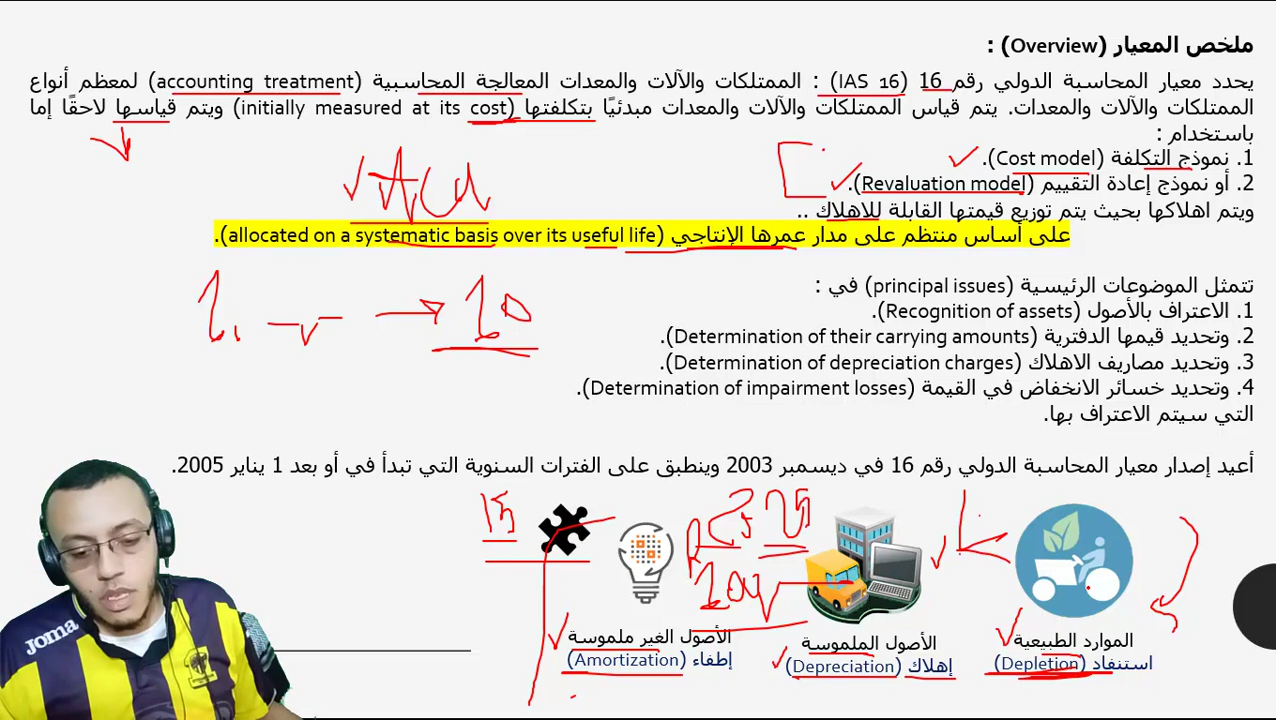 ملخص المعيار (Overview) :
يحدد معيار المحاسبة الدولي رقم 16 (IAS 16) : الممتلكات والآلات والمعدات المعالجة المحاسبية (accounting treatment) لمعظم أنواع
الممتلكات والآلات والمعدات. يتم قياس الممتلكات والآلات والمعدات مبدئيًا بتكلفتها (initially measured at its cost) ويتم قياسها لاحقًا إما
باستخدام :
1. نموذج التكلفة (Cost model).
2. أو نموذج إعادة التقييم (Revaluation model).
ويتم اهلاكها بحيث يتم توزيع قيمتها القابلة للاهلاك ..
على أساس منتظم على مدار عمرها الإنتاجي (allocated on a systematic basis over its useful life).
تتمثل الموضوعات الرئيسية (principal issues) في :
1. الاعتراف بالأصول (Recognition of assets).
2. وتحديد قيمها الدفترية (Determination of their carrying amounts).
3. وتحديد مصاريف الاهلاك (Determination of depreciation charges).
4. وتحديد خسائر الانخفاض في القيمة (Determination of impairment losses).
التي سيتم الاعتراف بها.
أعيد إصدار معيار المحاسبة الدولي رقم 16 في ديسمبر 2003 وينطبق على الفترات السنوية التي تبدأ في أو بعد 1 يناير 2005.
الموارد الطبيعية
استنفاد (Depletion)
الأصول الملموسة
إهلاك (Depreciation)
الأصول الغير ملموسة
إطفاء (Amortization)
Joma